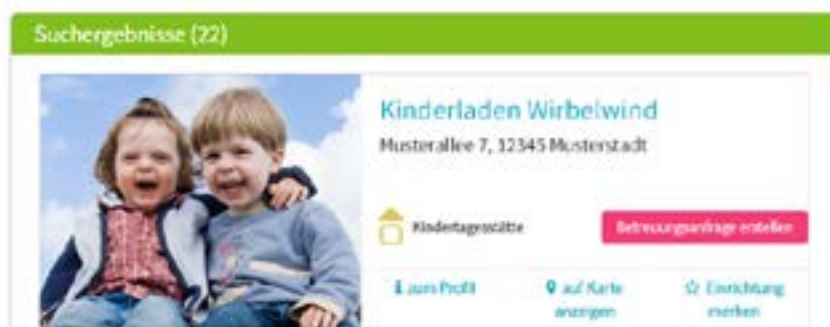 Suchergebnisse (22)
Kinderladen Wirbelwind
Musterallee 7, 12345 Musterstadt
Kindertagesstätte
Betreuungsanfrage erstellen
zum Profil
auf Karte
anzeigen
Einrichtung
merken